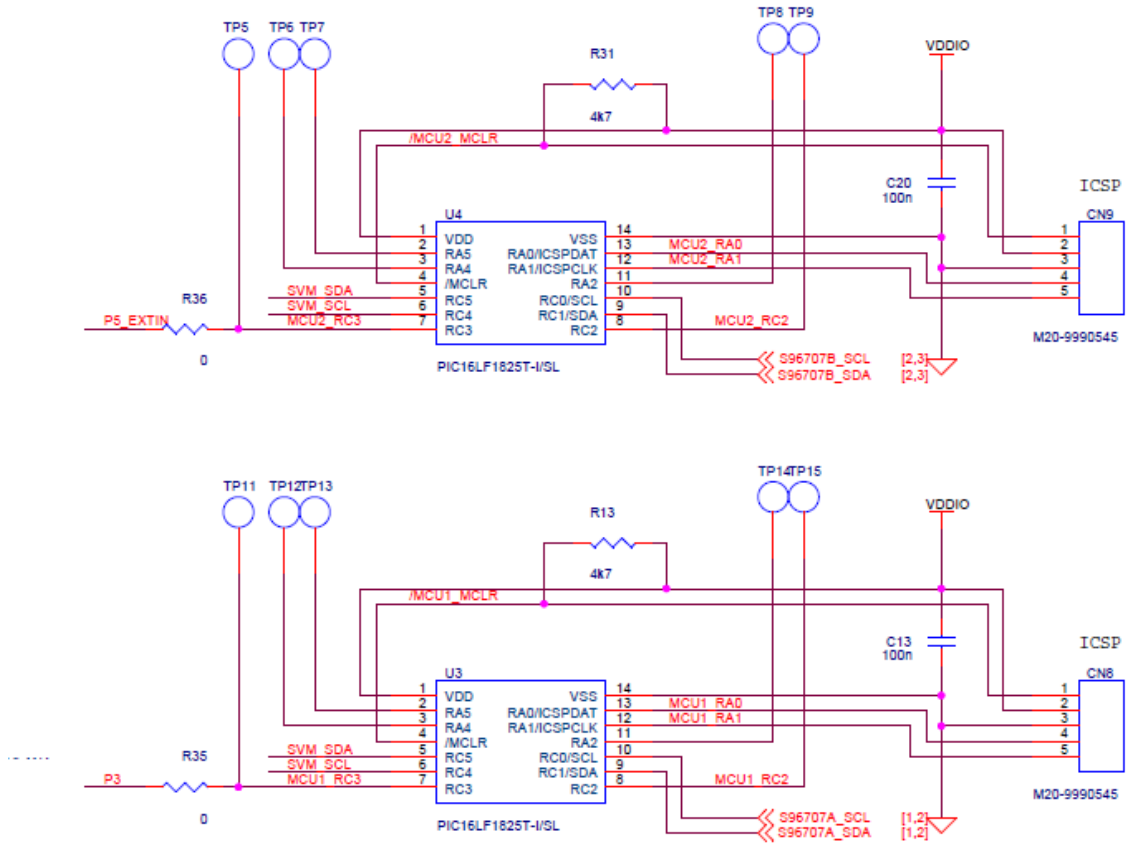 TP5 TP6 TP7 TP8 TP9
R31
4k7
VDDIO
/MCU2_MCLR
C20
100n
ICSP
CN9
U4
1 VDD VSS 14
2 RA5 RA0/ICSPDAT 13 MCU2_RA0
3 RA4 RA1/ICSPCLK 12 MCU2_RA1
4 /MCLR RA2 11
SVM_SDA 5 RC5 RC0/SCL 10
SVM_SCL 6 RC4 RC1/SDA 9
P5_EXTIN R36 MCU2_RC3 7 RC3 RC2 8 MCU2_RC2
0
1
2
3
4
5
M20-9990545
PIC16LF1825T-I/SL
S96707B_SCL [2,3]
S96707B_SDA [2,3]
TP11 TP12 TP13 TP14 TP15
R13
4k7
VDDIO
/MCU1_MCLR
C13
100n
ICSP
CN8
U3
1 VDD VSS 14
2 RA5 RA0/ICSPDAT 13 MCU1_RA0
3 RA4 RA1/ICSPCLK 12 MCU1_RA1
4 /MCLR RA2 11
SVM_SDA 5 RC5 RC0/SCL 10
SVM_SCL 6 RC4 RC1/SDA 9
P3 R35 MCU1_RC3 7 RC3 RC2 8 MCU1_RC2
0
1
2
3
4
5
M20-9990545
PIC16LF1825T-I/SL
S96707A_SCL [1,2]
S96707A_SDA [1,2]